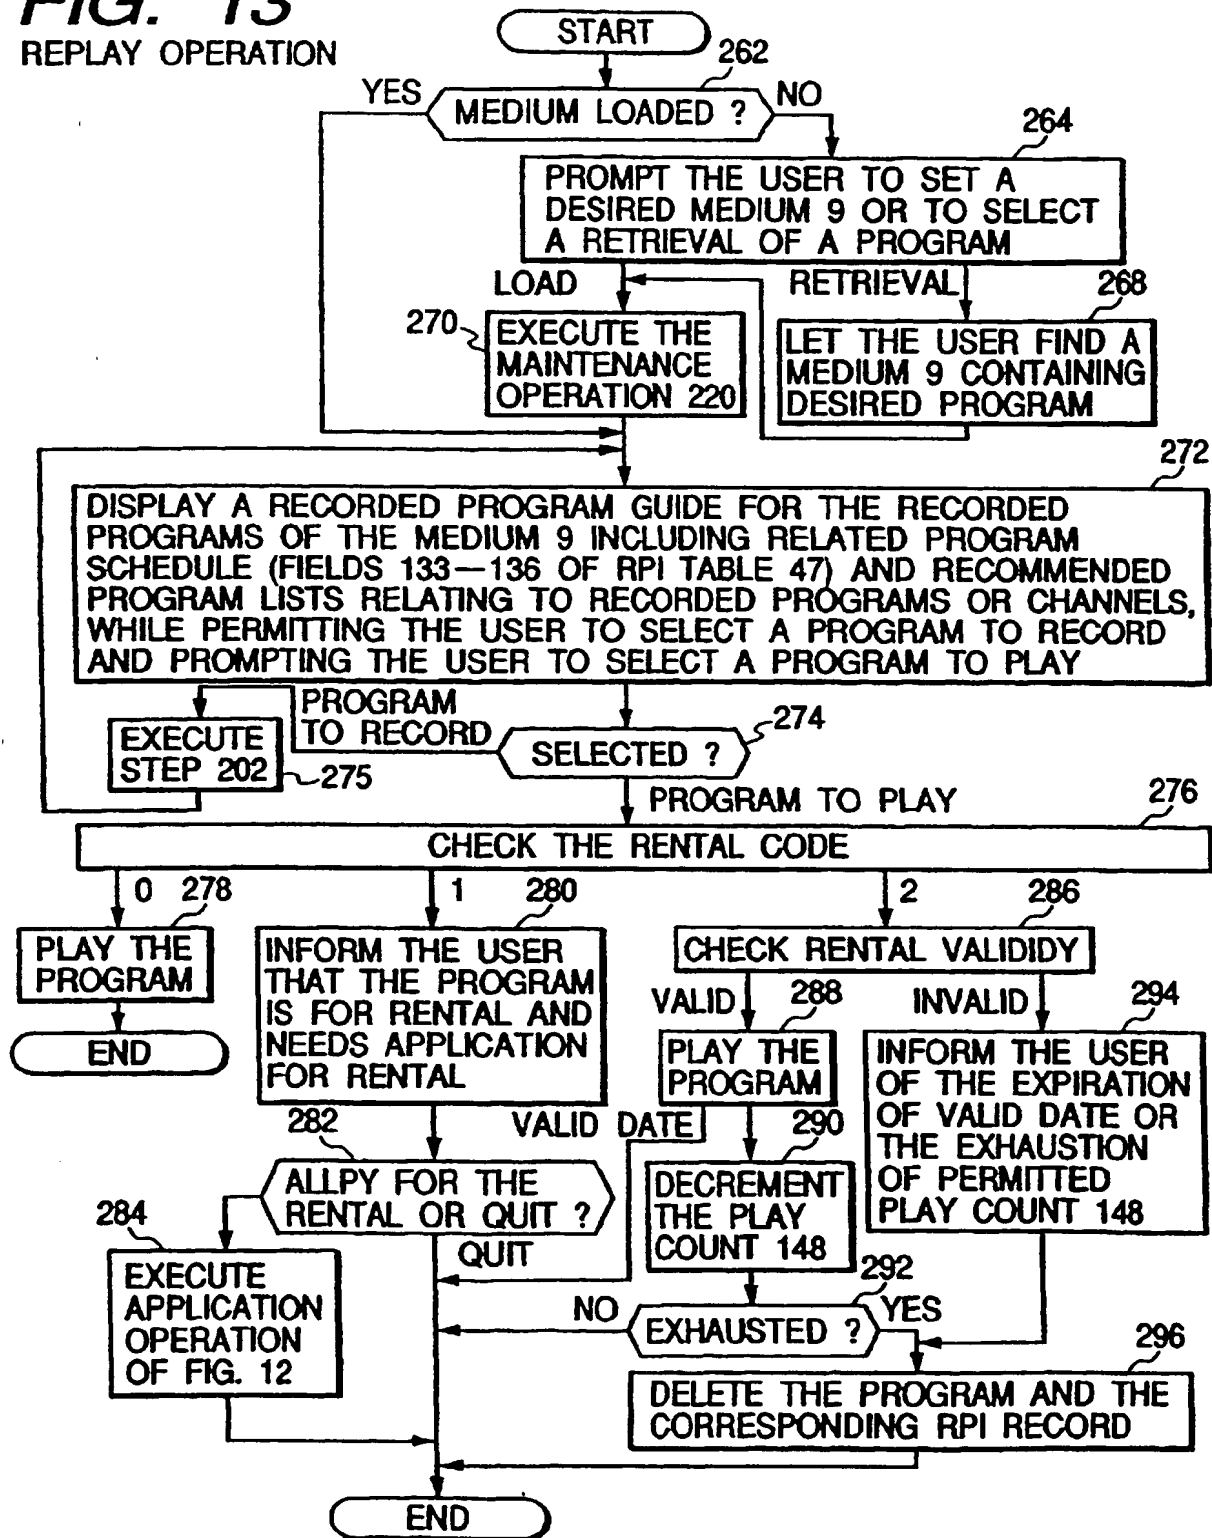 FIG. 13
REPLAY OPERATION
START
262
YES
MEDIUM LOADED ?
NO
264
PROMPT THE USER TO SET A
DESIRED MEDIUM 9 OR TO SELECT
A RETRIEVAL OF A PROGRAM
LOAD
RETRIEVAL
268
270
EXECUTE THE
MAINTENANCE
OPERATION 220
LET THE USER FIND A
MEDIUM 9 CONTAINING
DESIRED PROGRAM
272
DISPLAY A RECORDED PROGRAM GUIDE FOR THE RECORDED
PROGRAMS OF THE MEDIUM 9 INCLUDING RELATED PROGRAM
SCHEDULE (FIELDS 133—136 OF RPI TABLE 47) AND RECOMMENDED
PROGRAM LISTS RELATING TO RECORDED PROGRAMS OR CHANNELS,
WHILE PERMITTING THE USER TO SELECT A PROGRAM TO RECORD
AND PROMPTING THE USER TO SELECT A PROGRAM TO PLAY
PROGRAM
TO RECORD
274
EXECUTE
STEP 202
275
SELECTED ?
PROGRAM TO PLAY
276
CHECK THE RENTAL CODE
0
278
1
280
2
286
PLAY THE
PROGRAM
END
INFORM THE USER
THAT THE PROGRAM
IS FOR RENTAL AND
NEEDS APPLICATION
FOR RENTAL
CHECK RENTAL VALIDIDY
VALID
288
INVALID
294
PLAY THE
PROGRAM
INFORM THE USER
OF THE EXPIRATION
OF VALID DATE OR
THE EXHAUSTION
OF PERMITTED
PLAY COUNT 148
282
VALID DATE
290
ALLPY FOR THE
RENTAL OR QUIT ?
DECREMENT
THE PLAY
COUNT 148
284
QUIT
EXECUTE
APPLICATION
OPERATION
OF FIG. 12
292
NO
EXHAUSTED ?
YES
296
DELETE THE PROGRAM AND THE
CORRESPONDING RPI RECORD
END